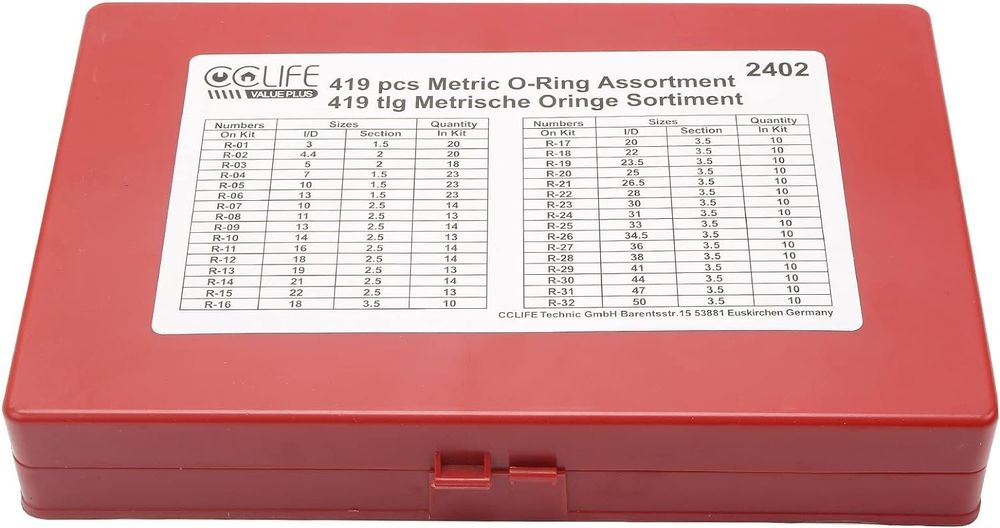 CCLIFE
VALUE PLUS
419 pcs Metric O-Ring Assortment
2402
419 tlg Metrische Oringe Sortiment
Numbers Sizes Quantity
On Kit I/D Section In Kit
R-01 3 1.5 20
R-02 4.4 2 20
R-03 5 2 18
R-04 7 1.5 23
R-05 10 1.5 23
R-06 13 1.5 23
R-07 10 2.5 14
R-08 11 2.5 13
R-09 13 2.5 14
R-10 14 2.5 13
R-11 16 2.5 14
R-12 18 2.5 14
R-13 19 2.5 13
R-14 21 2.5 14
R-15 22 2.5 13
R-16 18 3.5 10
Numbers Sizes Quantity
On Kit I/D Section In Kit
R-17 20 3.5 10
R-18 22 3.5 10
R-19 23.5 3.5 10
R-20 25 3.5 10
R-21 26.5 3.5 10
R-22 28 3.5 10
R-23 30 3.5 10
R-24 31 3.5 10
R-25 33 3.5 10
R-26 34.5 3.5 10
R-27 36 3.5 10
R-28 38 3.5 10
R-29 41 3.5 10
R-30 44 3.5 10
R-31 47 3.5 10
R-32 50 3.5 10
CCLIFE Technic GmbH Barentsstr.15 53881 Euskirchen Germany